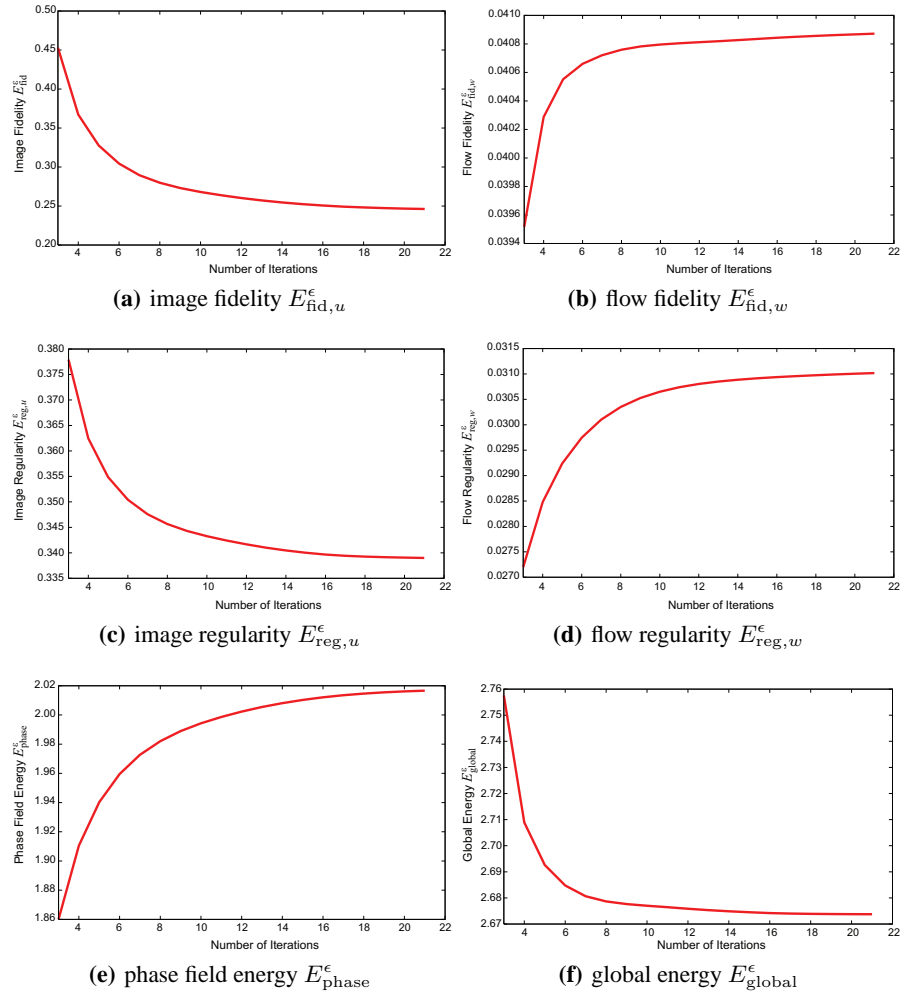 Image Fidelity E^ε_fid
0.50
0.45
0.40
0.35
0.30
0.25
0.20
4 6 8 10 12 14 16 18 20 22
Number of Iterations
(a) image fidelity E^ϵ_fid,u
Flow Fidelity E^ε_fid,w
0.0410
0.0408
0.0406
0.0404
0.0402
0.0400
0.0398
0.0396
0.0394
4 6 8 10 12 14 16 18 20 22
Number of Iterations
(b) flow fidelity E^ϵ_fid,w
Image Regularity E^ε_reg,u
0.380
0.375
0.370
0.365
0.360
0.355
0.350
0.345
0.340
0.335
4 6 8 10 12 14 16 18 20 22
Number of Iterations
(c) image regularity E^ϵ_reg,u
Flow Regularity E^ε_reg,w
0.0315
0.0310
0.0305
0.0300
0.0295
0.0290
0.0285
0.0280
0.0275
0.0270
4 6 8 10 12 14 16 18 20 22
Number of Iterations
(d) flow regularity E^ϵ_reg,w
Phase Field Energy E^ε_phase
2.02
2.00
1.98
1.96
1.94
1.92
1.90
1.88
1.86
4 6 8 10 12 14 16 18 20 22
Number of Iterations
(e) phase field energy E^ϵ_phase
Global Energy E^ε_global
2.76
2.75
2.74
2.73
2.72
2.71
2.70
2.69
2.68
2.67
4 6 8 10 12 14 16 18 20 22
Number of Iterations
(f) global energy E^ϵ_global